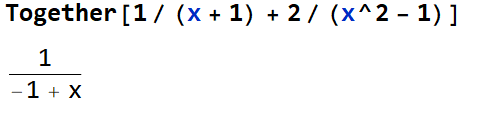 Together[1/ (x + 1) + 2/ (x^2 - 1)]
1
-1 + x